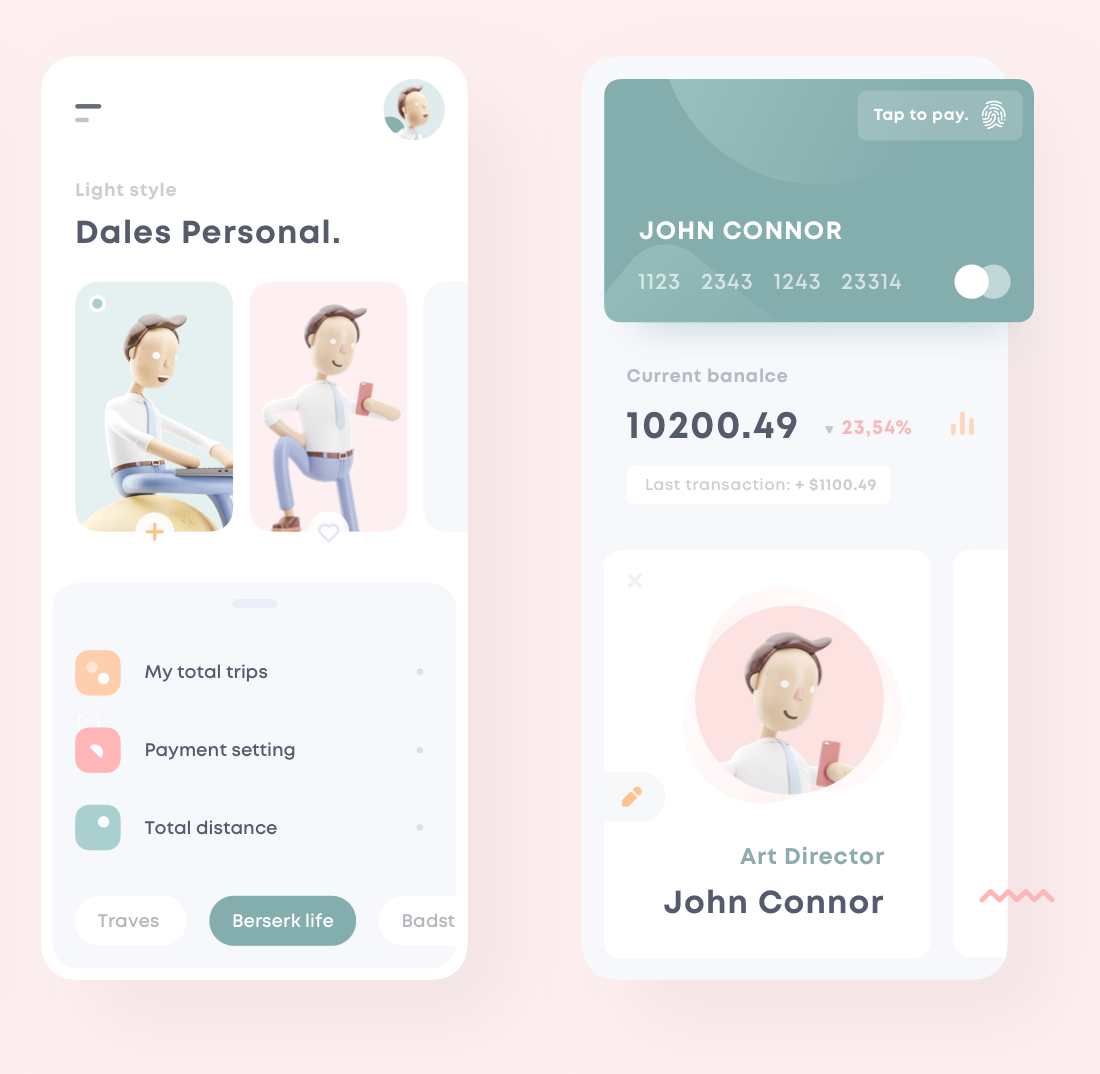 Light style
Dales Personal.
My total trips
Payment setting
Total distance
Traves
Berserk life
Badst
Tap to pay.
JOHN CONNOR
1123 2343 1243 23314
Current banalce
10200.49
▼ 23,54%
Last transaction: + $1100.49
Art Director
John Connor